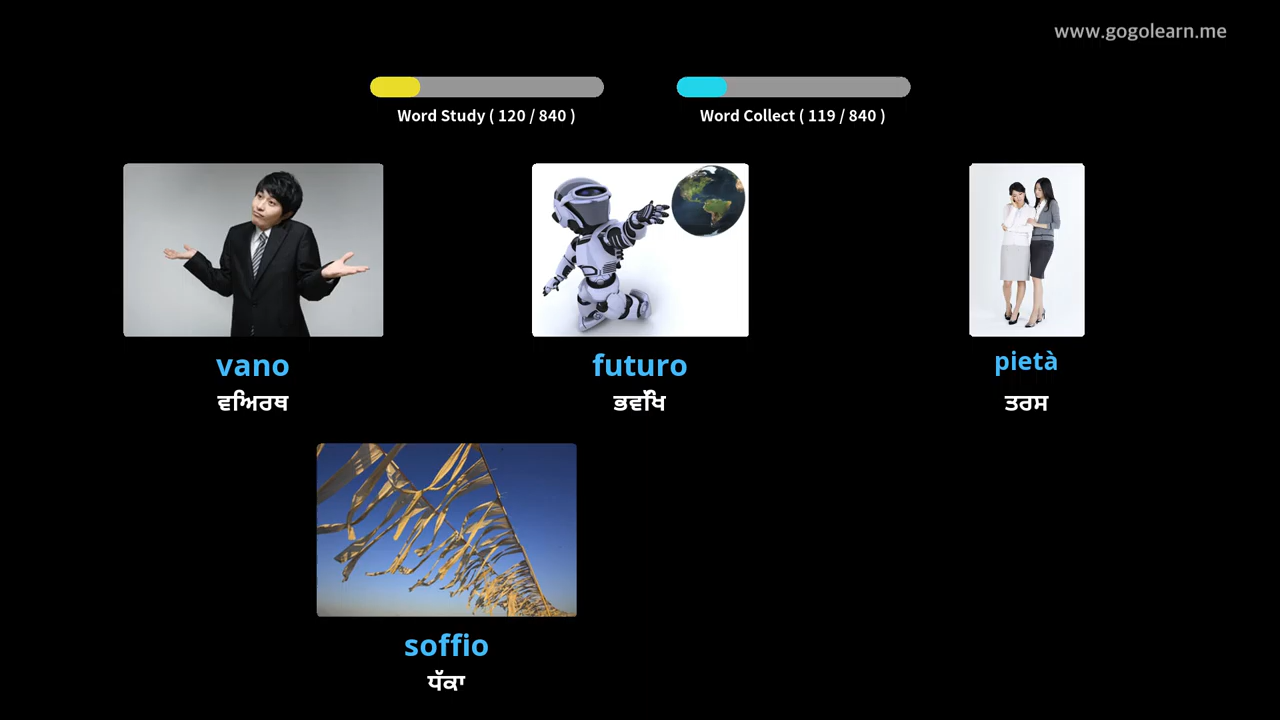 www.gogolearn.me
Word Study ( 120 / 840 )
Word Collect ( 119 / 840 )
vano
ਵਿਅਰਥ
futuro
ਭਵਿੱਖ
pietà
ਤਰਸ
soffio
ਧੱਕਾ